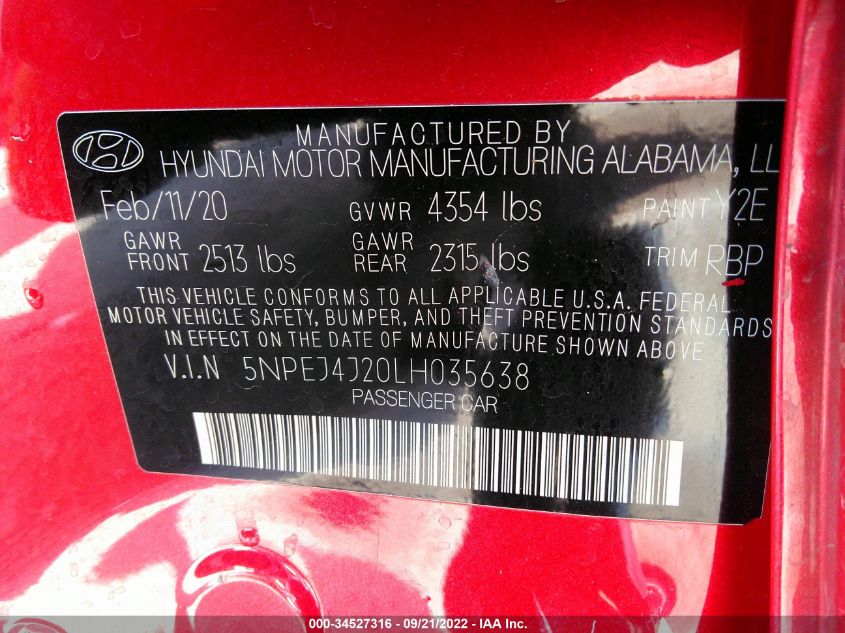 MANUFACTURED BY
HYUNDAI MOTOR MANUFACTURING ALABAMA, LL
Feb/11/20 GVWR 4354 lbs PAINT Y2E
GAWR FRONT 2513 lbs GAWR REAR 2315 lbs TRIM RBP
THIS VEHICLE CONFORMS TO ALL APPLICABLE U.S.A. FEDERAL
MOTOR VEHICLE SAFETY, BUMPER, AND THEFT PREVENTION STANDARDS
IN EFFECT ON THE DATE OF MANUFACTURE SHOWN ABOVE
V.I.N 5NPEJ4J20LH035638
PASSENGER CAR
000-34527316 - 09/21/2022 - IAA Inc.